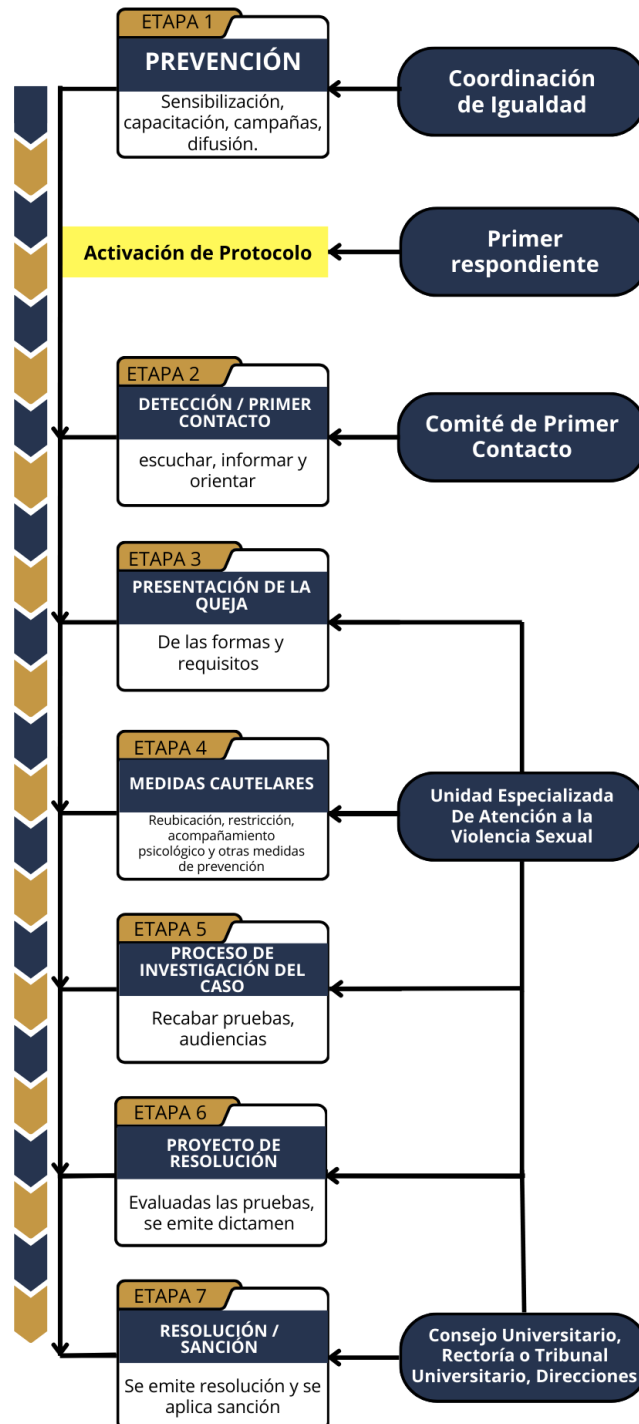 ETAPA 1
PREVENCIÓN
Sensibilización,
capacitación, campañas,
difusión.
Coordinación
de Igualdad
Activación de Protocolo
Primer
respondiente
ETAPA 2
DETECCIÓN / PRIMER
CONTACTO
escuchar, informar y
orientar
Comité de Primer
Contacto
ETAPA 3
PRESENTACIÓN DE LA
QUEJA
De las formas y
requisitos
ETAPA 4
MEDIDAS CAUTELARES
Reubicación, restricción,
acompañamiento
psicológico y otras medidas
de prevención
Unidad Especializada
De Atención a la
Violencia Sexual
ETAPA 5
PROCESO DE
INVESTIGACIÓN DEL
CASO
Recabar pruebas,
audiencias
ETAPA 6
PROYECTO DE
RESOLUCIÓN
Evaluadas las pruebas,
se emite dictamen
ETAPA 7
RESOLUCIÓN /
SANCIÓN
Se emite resolución y se
aplica sanción
Consejo Universitario,
Rectoría o Tribunal
Universitario, Direcciones